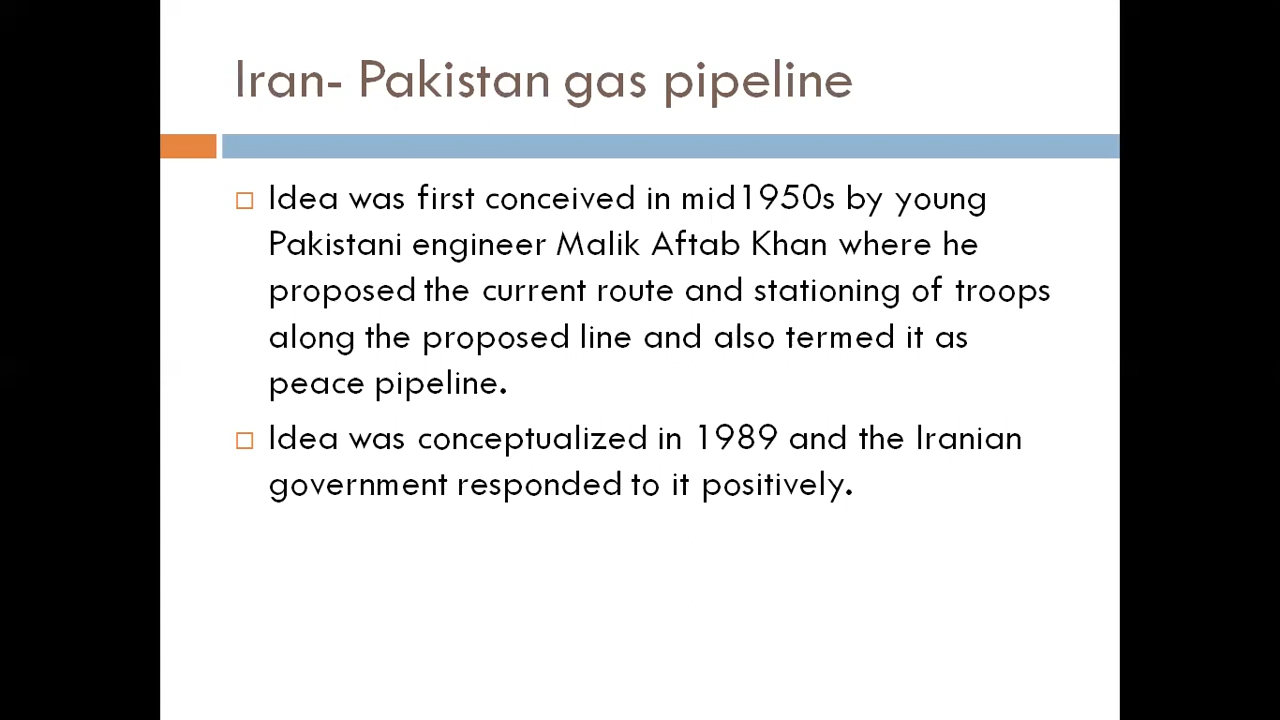 Iran- Pakistan gas pipeline
Idea was first conceived in mid1950s by young
Pakistani engineer Malik Aftab Khan where he
proposed the current route and stationing of troops
along the proposed line and also termed it as
peace pipeline.
Idea was conceptualized in 1989 and the Iranian
government responded to it positively.